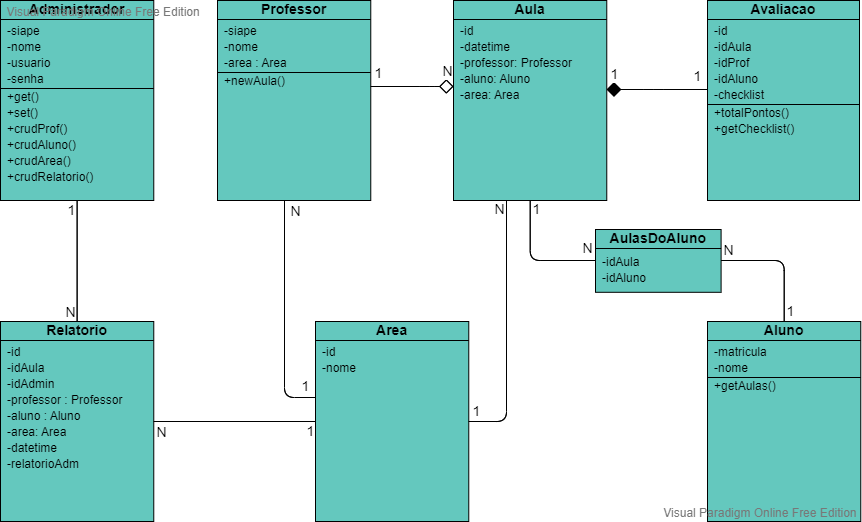 Visual Paradigm Online Free Edition
Administrador
-siape
-nome
-usuario
-senha
+get()
+set()
+crudProf()
+crudAluno()
+crudArea()
+crudRelatorio()
Professor
-siape
-nome
-area : Area
+newAula()
1
N
Aula
-id
-datetime
-professor: Professor
-aluno: Aluno
-area: Area
1
1
Avaliacao
-id
-idAula
-idProf
-idAluno
-checklist
+totalPontos()
+getChecklist()
1
N
N
1
N
1
N
1
AulasDoAluno
-idAula
-idAluno
N
1
Relatorio
-id
-idAula
-idAdmin
-professor : Professor
-aluno : Aluno
-area: Area
-datetime
-relatorioAdm
N
1
Area
-id
-nome
1
Aluno
-matricula
-nome
+getAulas()
Visual Paradigm Online Free Edition